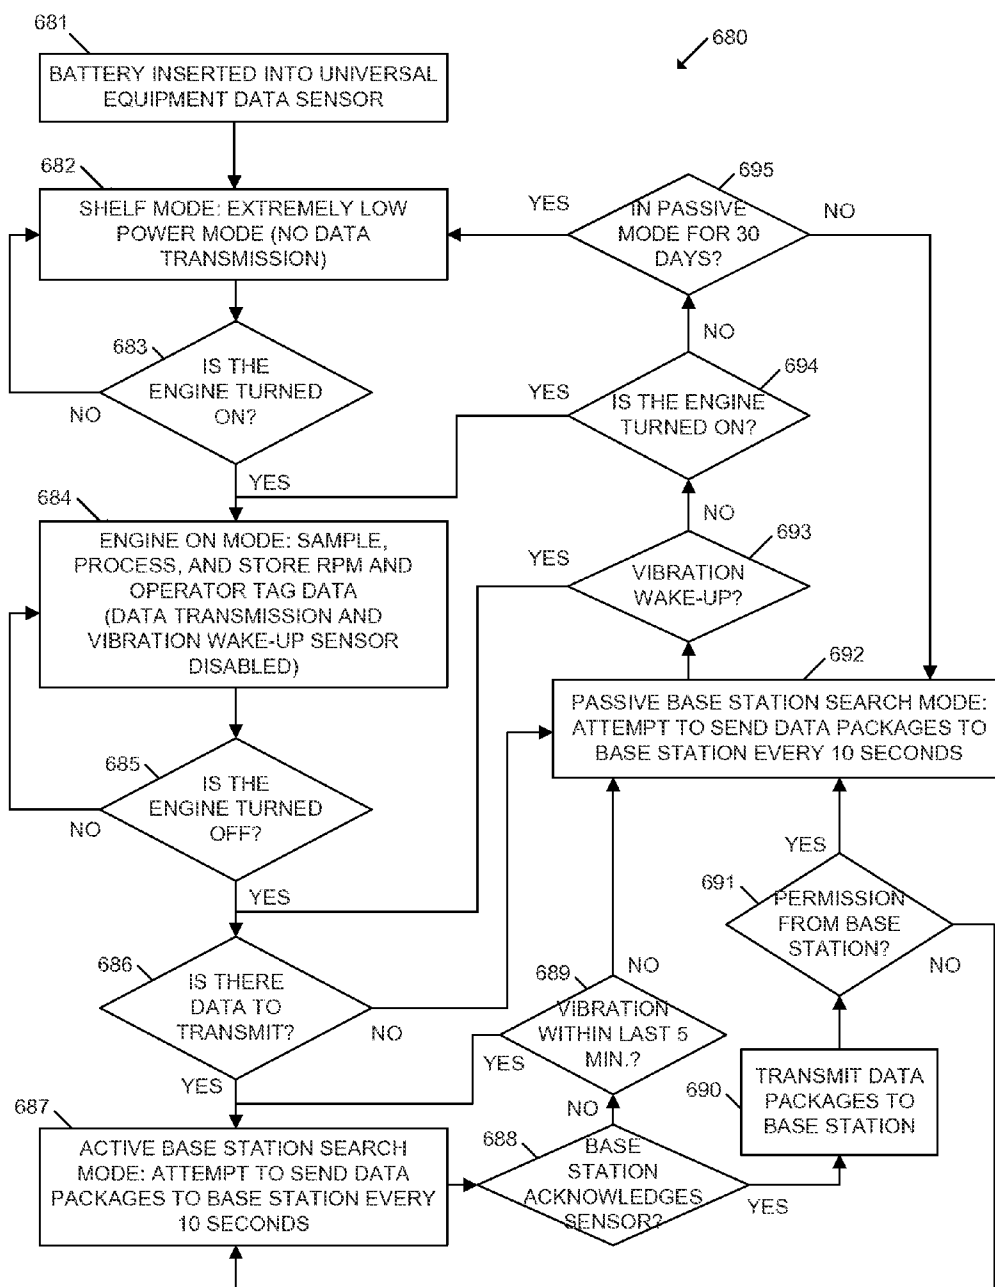 681
680
BATTERY INSERTED INTO UNIVERSAL
EQUIPMENT DATA SENSOR
682
SHELF MODE: EXTREMELY LOW
POWER MODE (NO DATA
TRANSMISSION)
695
YES
IN PASSIVE
MODE FOR 30
DAYS?
NO
683
IS THE
ENGINE TURNED
ON?
NO
YES
NO
694
YES
IS THE ENGINE
TURNED ON?
684
ENGINE ON MODE: SAMPLE,
PROCESS, AND STORE RPM AND
OPERATOR TAG DATA
(DATA TRANSMISSION AND
VIBRATION WAKE-UP SENSOR
DISABLED)
NO
693
YES
VIBRATION
WAKE-UP?
692
PASSIVE BASE STATION SEARCH MODE:
ATTEMPT TO SEND DATA PACKAGES TO
BASE STATION EVERY 10 SECONDS
685
IS THE
ENGINE TURNED
OFF?
NO
YES
YES
691
PERMISSION
FROM BASE
STATION?
NO
686
IS THERE
DATA TO
TRANSMIT?
NO
YES
689
NO
VIBRATION
WITHIN LAST 5
MIN.?
YES
690
TRANSMIT DATA
PACKAGES TO
BASE STATION
687
ACTIVE BASE STATION SEARCH
MODE: ATTEMPT TO SEND DATA
PACKAGES TO BASE STATION EVERY
10 SECONDS
688
NO
BASE
STATION
ACKNOWLEDGES
SENSOR?
YES